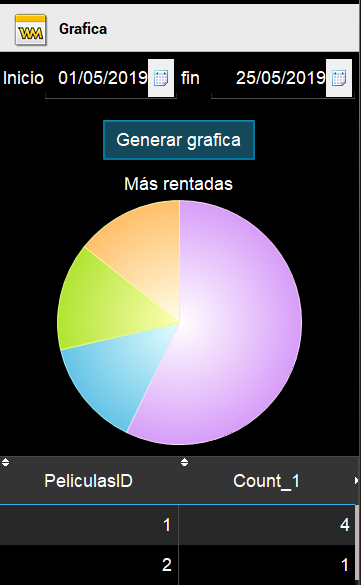 WM
Grafica
Inicio 01/05/2019 fin 25/05/2019
Generar grafica
Más rentadas
PeliculasID Count_1
1 4
2 1